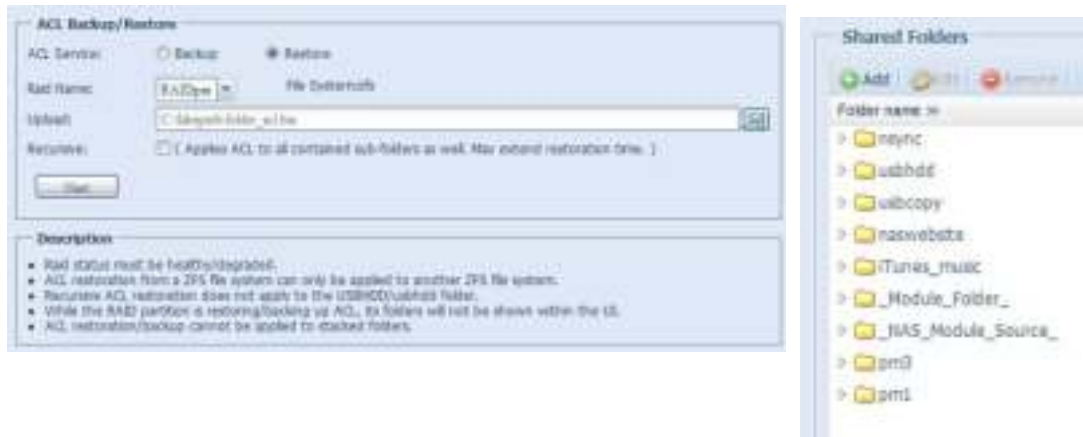 ACL Backup/Restore
ACL Service: Backup Restore
Raid Name: File System:zfs
Upload:
Recursive: ( Applies ACL to all contained sub-folders as well. May extend restoration time. )
Start
Description
Raid status must be healthy/degraded.
ACL restoration from a ZFS file system can only be applied to another ZFS file system.
Recursive ACL restoration does not apply to the USBHDD/usbhdd folder.
While the RAID partition is restoring/backing up ACL, its folders will not be shown within the UI.
ACL restoration/backup cannot be applied to stacked folders.
Shared Folders
Add Edit Remove
Folder name
nsync
usbhdd
usbcopy
naswebsite
iTunes_music
_Module_Folder_
_NAS_Module_Source_
pm3
pm1